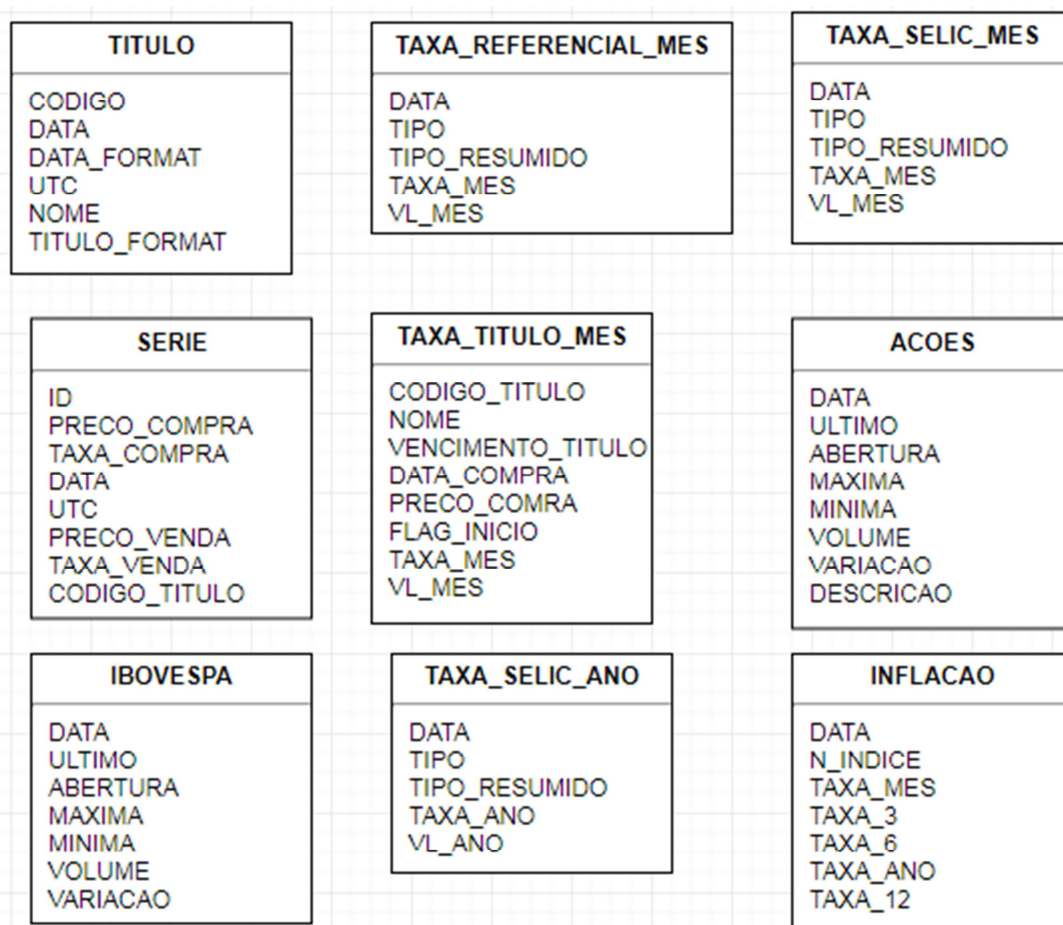 TITULO
CODIGO
DATA
DATA_FORMAT
UTC
NOME
TITULO_FORMAT
TAXA_REFERENCIAL_MES
DATA
TIPO
TIPO_RESUMIDO
TAXA_MES
VL_MES
TAXA_SELIC_MES
DATA
TIPO
TIPO_RESUMIDO
TAXA_MES
VL_MES
SERIE
ID
PRECO_COMPRA
TAXA_COMPRA
DATA
UTC
PRECO_VENDA
TAXA_VENDA
CODIGO_TITULO
TAXA_TITULO_MES
CODIGO_TITULO
NOME
VENCIMENTO_TITULO
DATA_COMPRA
PRECO_COMRA
FLAG_INICIO
TAXA_MES
VL_MES
ACOES
DATA
ULTIMO
ABERTURA
MAXIMA
MINIMA
VOLUME
VARIACAO
DESCRICAO
IBOVESPA
DATA
ULTIMO
ABERTURA
MAXIMA
MINIMA
VOLUME
VARIACAO
TAXA_SELIC_ANO
DATA
TIPO
TIPO_RESUMIDO
TAXA_ANO
VL_ANO
INFLACAO
DATA
N_INDICE
TAXA_MES
TAXA_3
TAXA_6
TAXA_ANO
TAXA_12